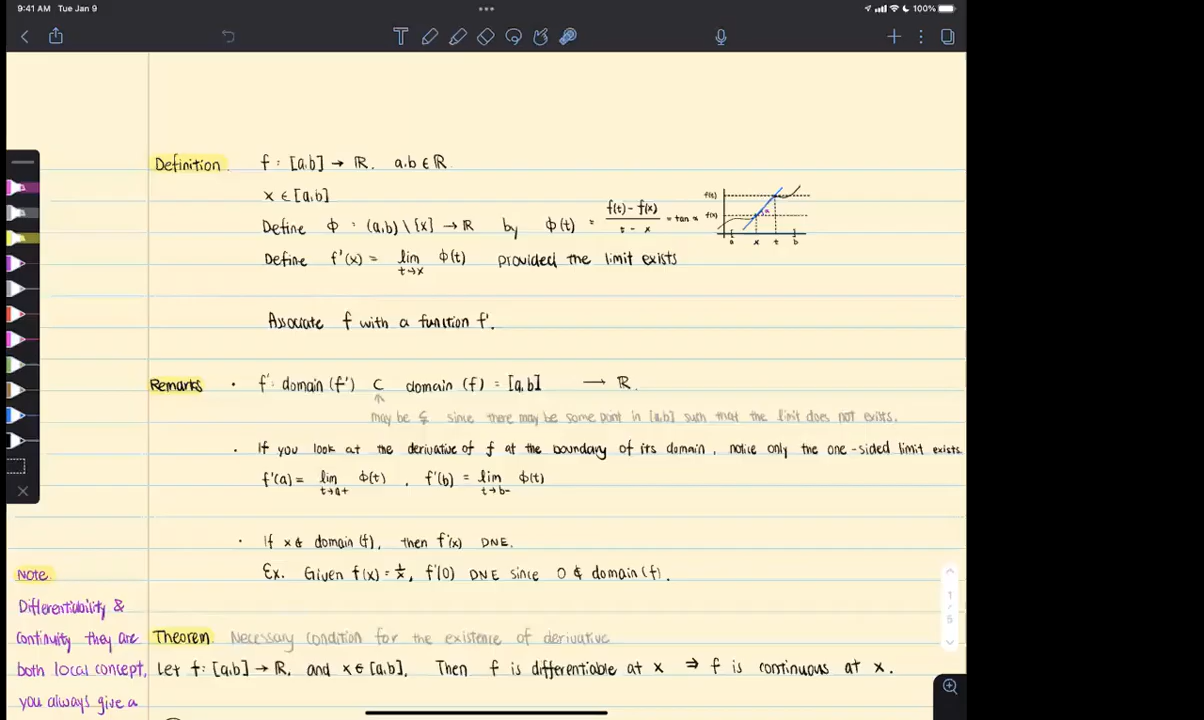 9:41 AM Tue Jan 9
100%
Definition f : [a,b] → ℝ. a,b ∈ ℝ
x ∈ [a,b]
Define Φ : (a,b) \ {x} → ℝ by Φ(t) = f(t) - f(x) / t - x = tan α
f(t)
f(x)
α
a x t b
Define f'(x) = lim t→x Φ(t) provided the limit exists
Associate f with a function f'.
Remarks · f' : domain (f') ⊂ domain (f) = [a,b] → ℝ.
may be ⊊ since there may be some point in [a,b] such that the limit does not exists.
· If you look at the derivative of f at the boundary of its domain, notice only the one-sided limit exists.
f'(a) = lim t→a+ Φ(t) , f'(b) = lim t→b- Φ(t)
· If x ∉ domain (f), then f'(x) DNE.
Ex. Given f(x) = 1/x, f'(0) DNE since 0 ∉ domain(f).
Note
Differentiability &
continuity they are
both local concept,
you always give a
Theorem. Necessary condition for the existence of derivative
Let f : [a,b] → ℝ, and x ∈ [a,b], Then f is differentiable at x ⇒ f is continuous at x.
1
5